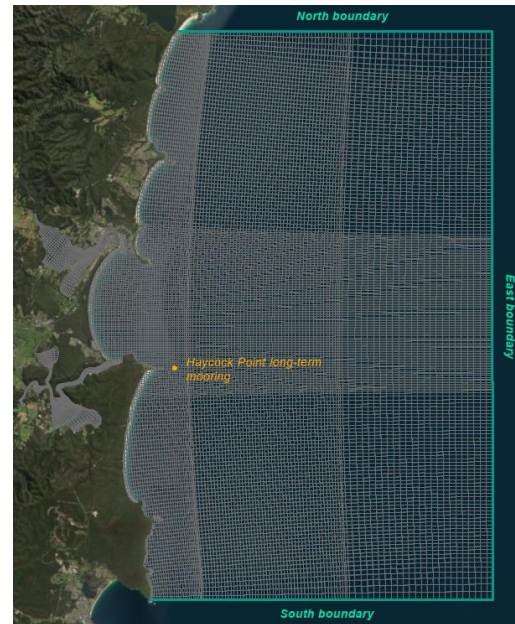 North boundary
East boundary
Haycock Point long-term
mooring
South boundary